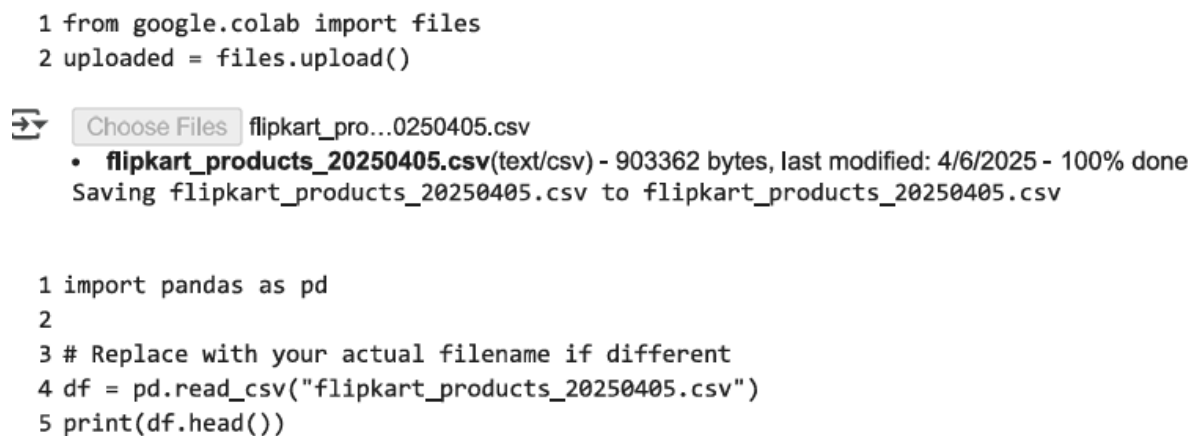 1 from google.colab import files
2 uploaded = files.upload()
Choose Files flipkart_pro...0250405.csv
• flipkart_products_20250405.csv(text/csv) - 903362 bytes, last modified: 4/6/2025 - 100% done
Saving flipkart_products_20250405.csv to flipkart_products_20250405.csv
1 import pandas as pd
2
3 # Replace with your actual filename if different
4 df = pd.read_csv("flipkart_products_20250405.csv")
5 print(df.head())